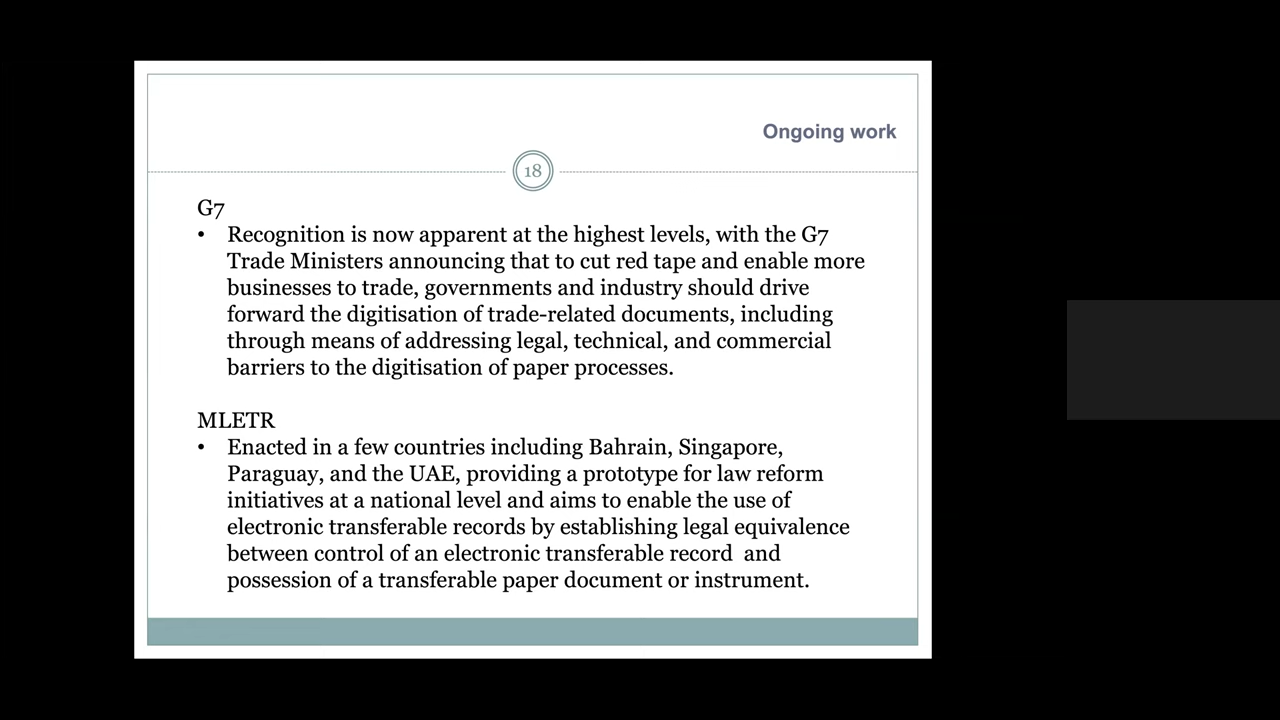 Ongoing work
18
G7
• Recognition is now apparent at the highest levels, with the G7
Trade Ministers announcing that to cut red tape and enable more
businesses to trade, governments and industry should drive
forward the digitisation of trade-related documents, including
through means of addressing legal, technical, and commercial
barriers to the digitisation of paper processes.
MLETR
• Enacted in a few countries including Bahrain, Singapore,
Paraguay, and the UAE, providing a prototype for law reform
initiatives at a national level and aims to enable the use of
electronic transferable records by establishing legal equivalence
between control of an electronic transferable record  and
possession of a transferable paper document or instrument.